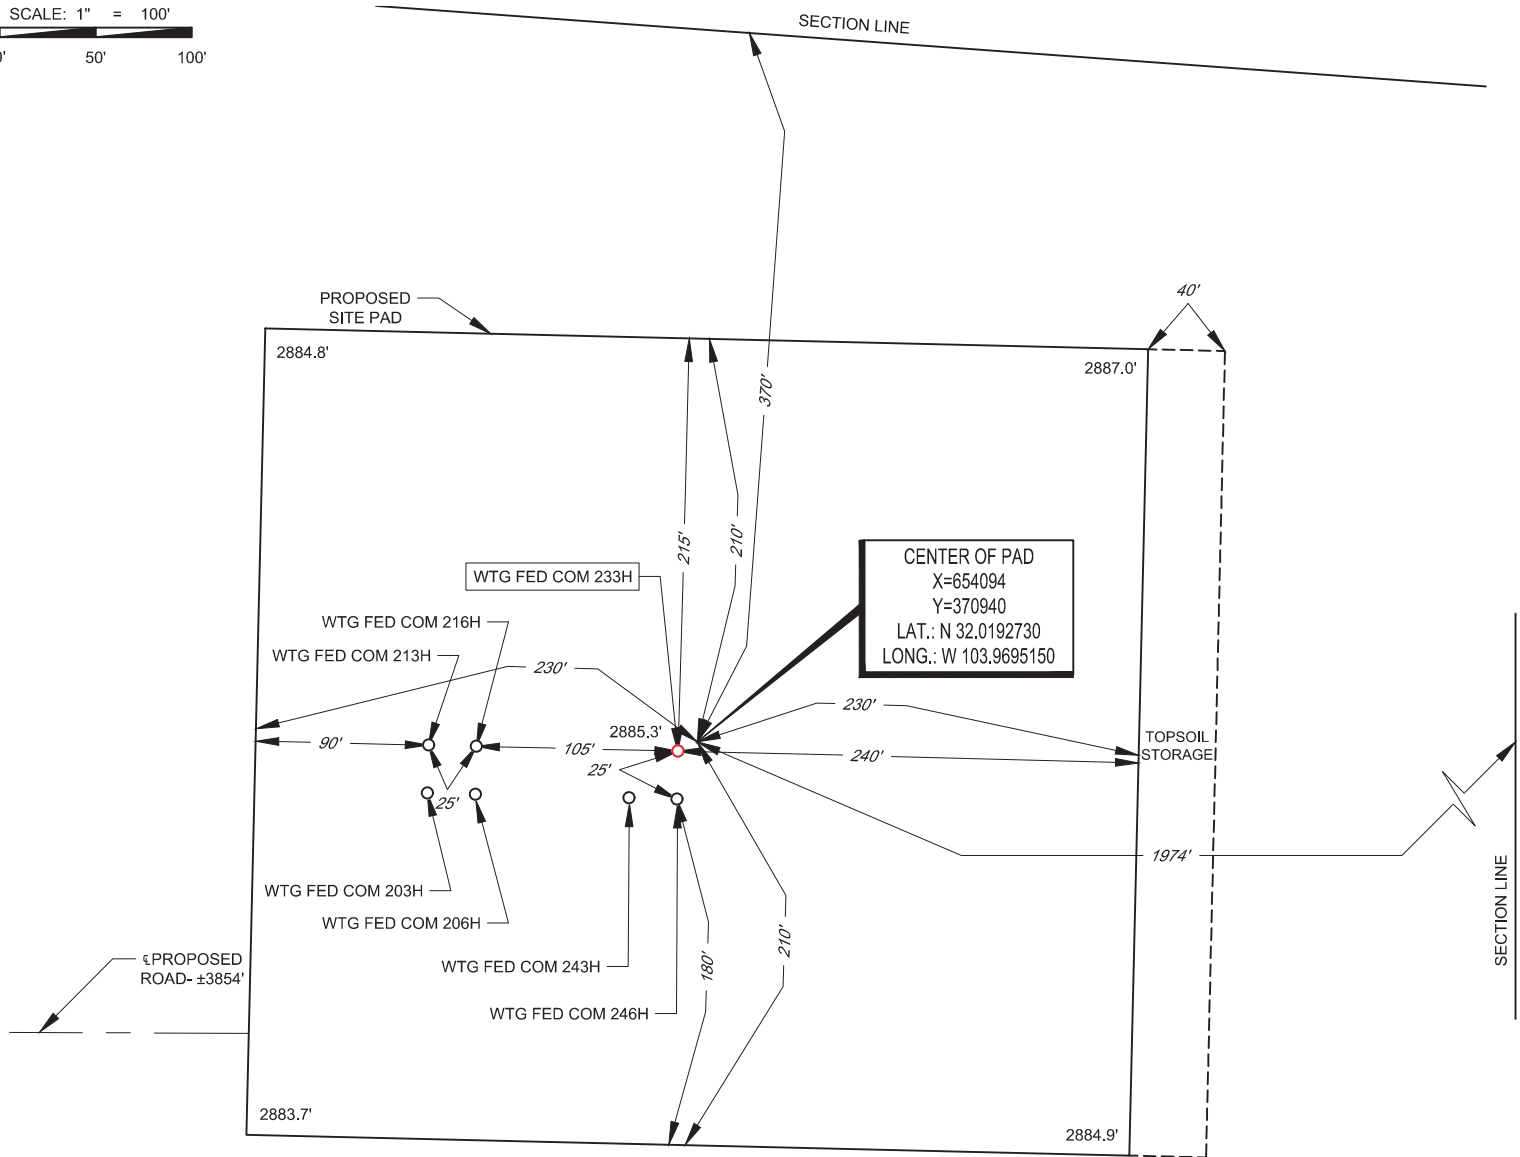 SCALE: 1" = 100'
0' 50' 100'
SECTION LINE
40'
PROPOSED
SITE PAD
2884.8'
2887.0'
370'
215'
210'
WTG FED COM 233H
CENTER OF PAD
X=654094
Y=370940
LAT.: N 32.0192730
LONG.: W 103.9695150
WTG FED COM 216H
WTG FED COM 213H
230'
230'
2885.3'
90'
105'
240'
TOPSOIL
STORAGE
25'
25'
1974'
SECTION LINE
WTG FED COM 203H
WTG FED COM 206H
210'
180'
℄PROPOSED
ROAD- ±3854'
WTG FED COM 243H
WTG FED COM 246H
2883.7'
2884.9'